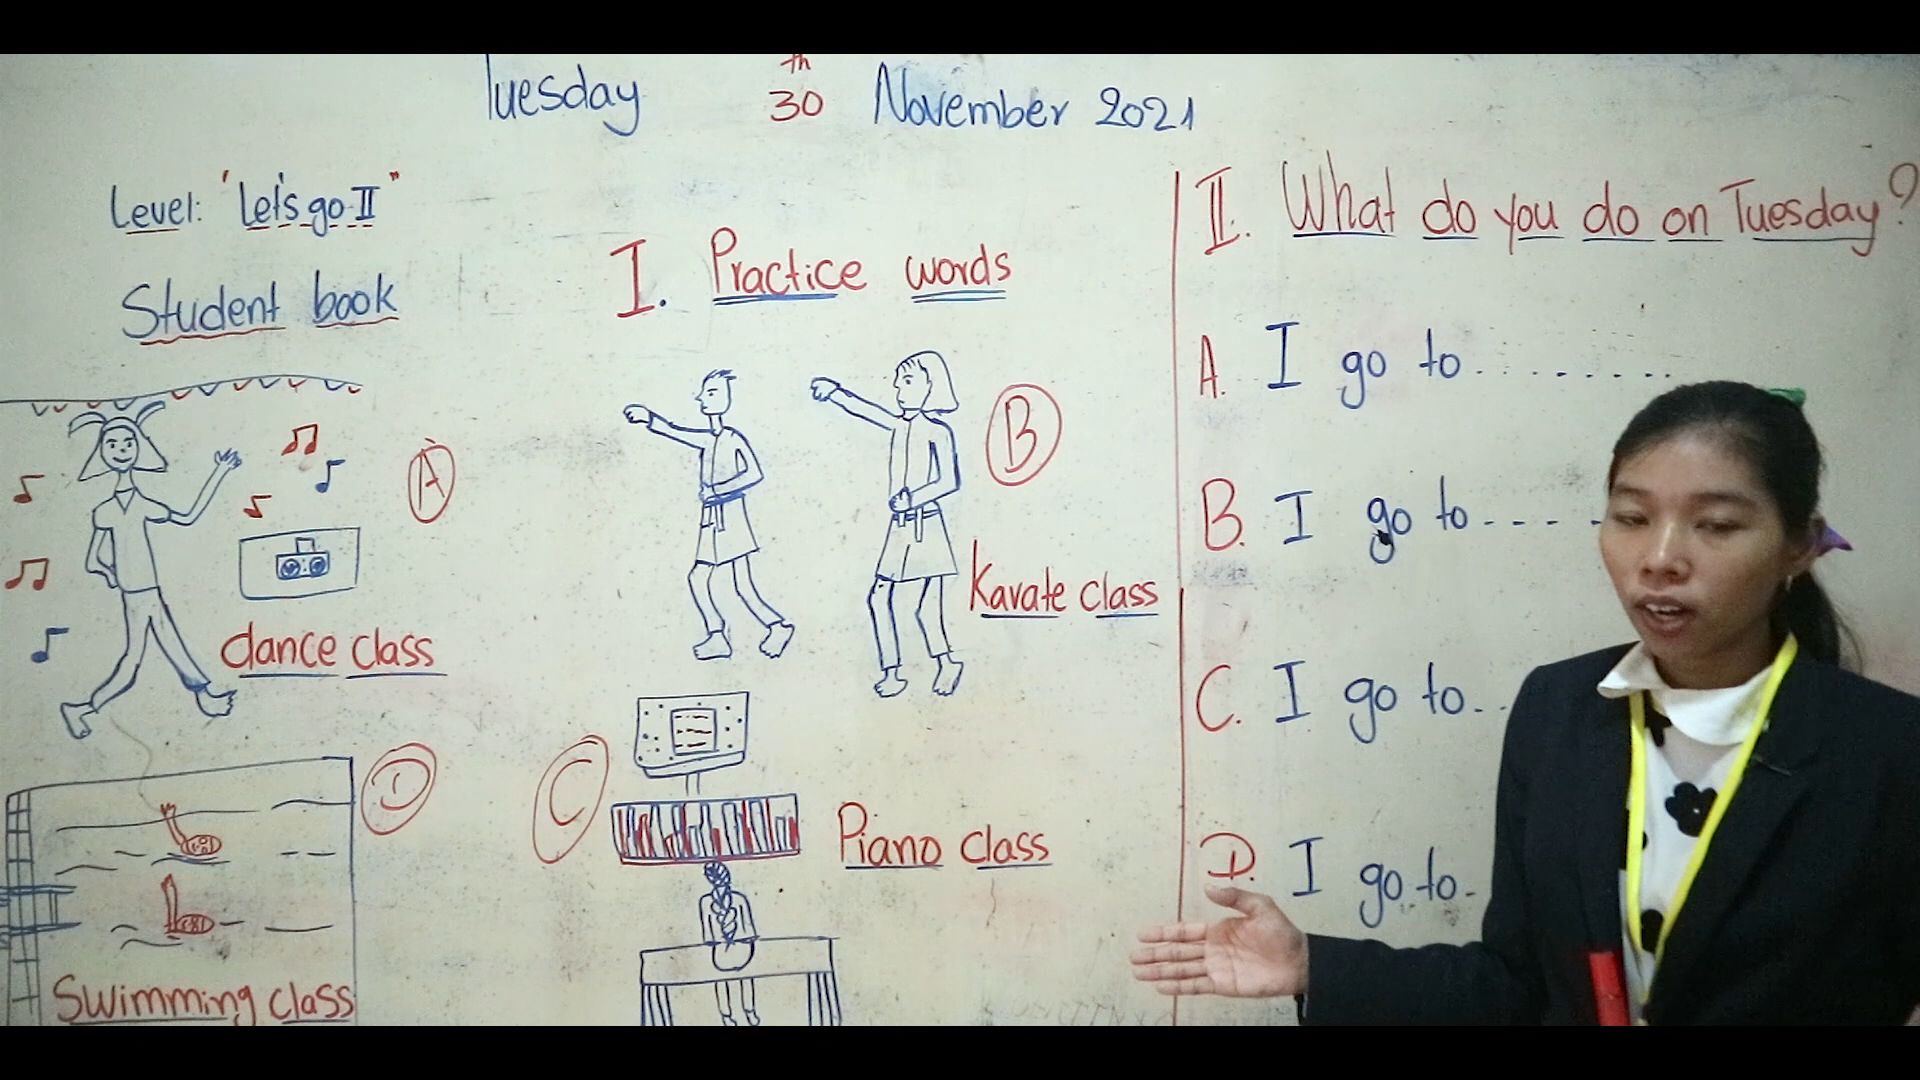 Tuesday 30th November 2021
Level: "Let's go II"
Student book
I. Practice words
A
dance class
B
Karate class
C
Piano class
D
Swimming class
II. What do you do on Tuesday?
A. I go to.........
B. I go to----
C. I go to..
D. I go to.